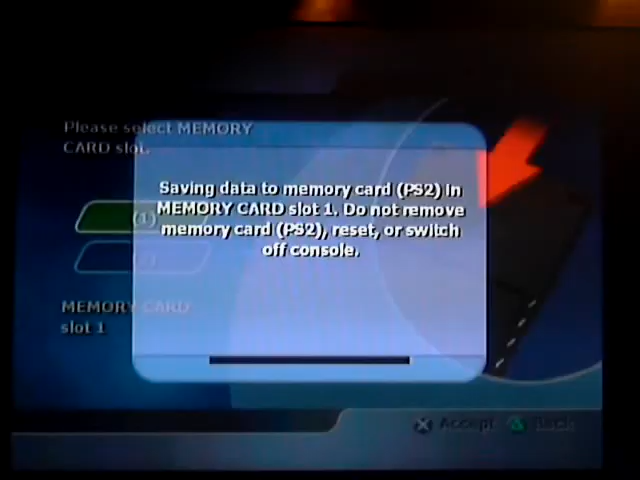 Please select MEMORY
CARD slot.
Saving data to memory card (PS2) in
MEMORY CARD slot 1. Do not remove
memory card (PS2), reset, or switch
off console.
(1)
MEMORY CARD
slot 1
Accept
Back